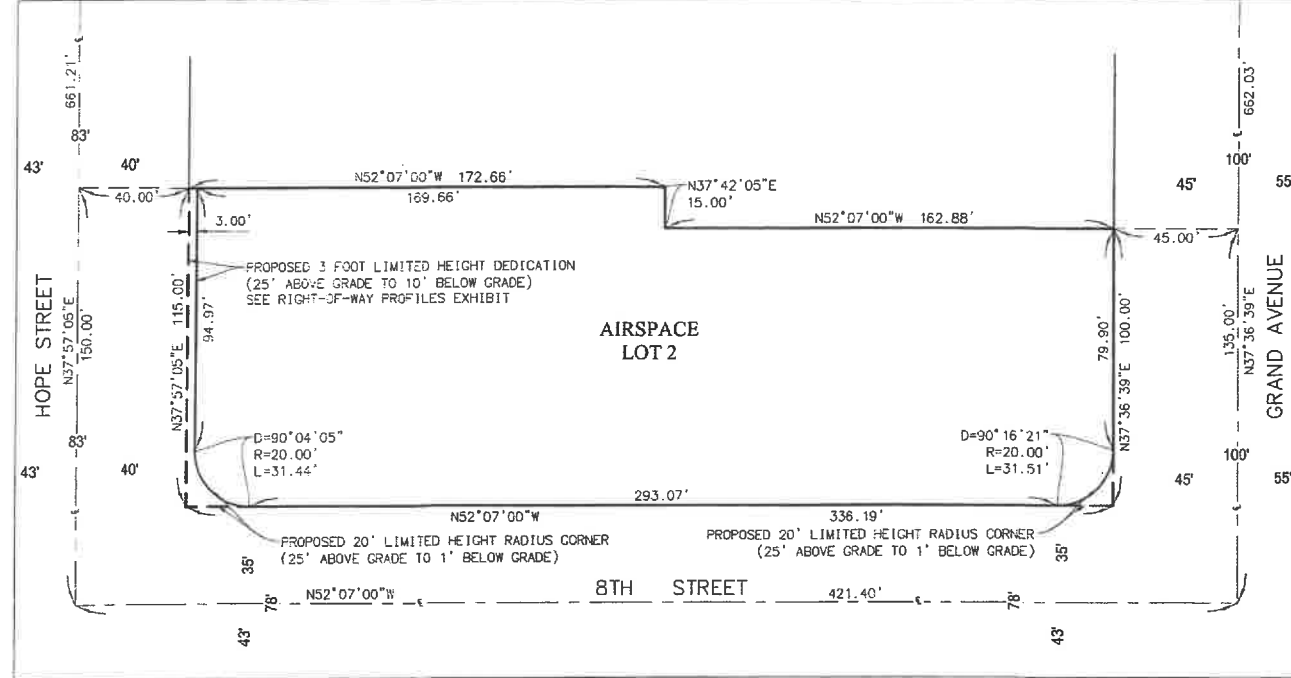 661.21'
662.03'
83'
100'
43'
40'
45'
55'
N52°07'00"W 172.66'
169.66'
40.00'
N37°42'05"E
15.00'
3.00'
N52°07'00"W 162.88'
45.00'
PROPOSED 3 FOOT LIMITED HEIGHT DEDICATION
(25' ABOVE GRADE TO 10' BELOW GRADE)
SEE RIGHT-OF-WAY PROFILES EXHIBIT
HOPE STREET
N37°57'05"E
150.00'
N37°57'05"E 115.00'
94.97'
AIRSPACE
LOT 2
79.90'
N37°36'39"E 100.00'
135.00'
N37°36'39"E
GRAND AVENUE
D=90°04'05"
R=20.00'
L=31.44'
D=90°16'21"
R=20.00'
L=31.51'
83'
100'
43'
40'
45'
55'
293.07'
N52°07'00"W
336.19'
PROPOSED 20' LIMITED HEIGHT RADIUS CORNER
(25' ABOVE GRADE TO 1' BELOW GRADE)
PROPOSED 20' LIMITED HEIGHT RADIUS CORNER
(25' ABOVE GRADE TO 1' BELOW GRADE)
35'
35'
78'
N52°07'00"W
8TH STREET
421.40'
78'
43'
43'